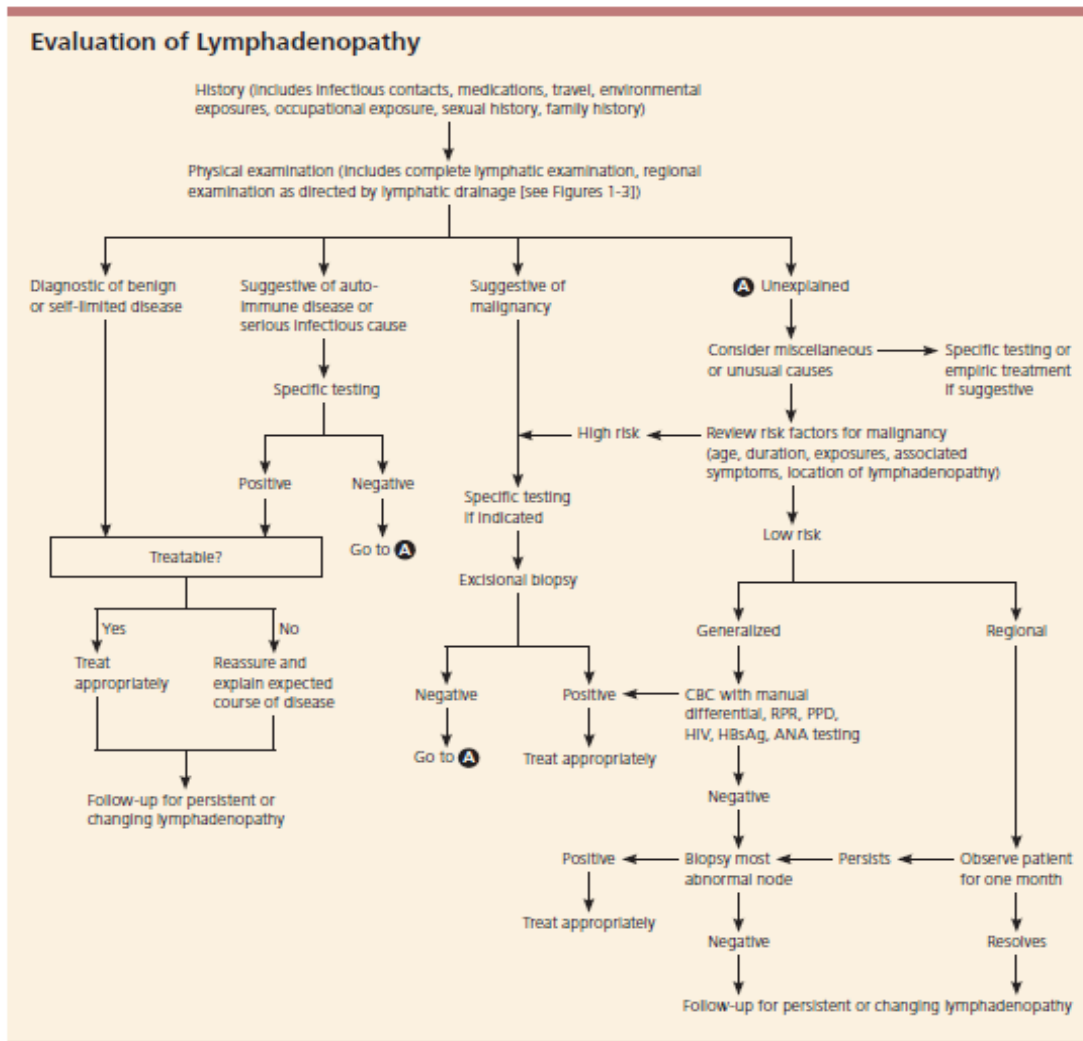 Evaluation of Lymphadenopathy
History (includes infectious contacts, medications, travel, environmental
exposures, occupational exposure, sexual history, family history)
Physical examination (includes complete lymphatic examination, regional
examination as directed by lymphatic drainage [see Figures 1-3])
Diagnostic of benign
or self-limited disease
Suggestive of auto-
immune disease or
serious infectious cause
Suggestive of
malignancy
A Unexplained
Consider miscellaneous
or unusual causes
Specific testing or
empiric treatment
if suggestive
Specific testing
High risk
Review risk factors for malignancy
(age, duration, exposures, associated
symptoms, location of lymphadenopathy)
Positive
Negative
Specific testing
if indicated
Go to A
Low risk
Treatable?
Excisional biopsy
Yes
No
Generalized
Regional
Treat
appropriately
Reassure and
explain expected
course of disease
Negative
Positive
CBC with manual
differential, RPR, PPD,
HIV, HBsAg, ANA testing
Go to A
Treat appropriately
Follow-up for persistent or
changing lymphadenopathy
Negative
Positive
Biopsy most
abnormal node
Persists
Observe patient
for one month
Treat appropriately
Negative
Resolves
Follow-up for persistent or changing lymphadenopathy